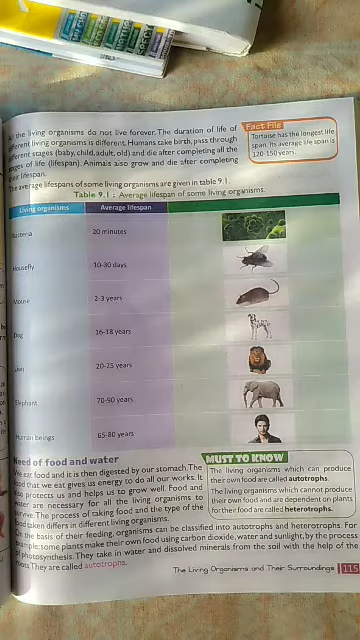 All the living organisms do not live forever. The duration of life of
different living organisms is different. Humans take birth, pass through
different stages (baby, child, adult, old) and die after completing all the
stages of life (lifespan). Animals also grow and die after completing
their lifespan.
The average lifespans of some living organisms are given in table 9.1.
Fact File
Tortoise has the longest life
span. Its average life span is
120-150 years.
Table 9.1 : Average lifespan of some living organisms.
Living organisms Average lifespan
Bacteria 20 minutes
Housefly 10-30 days
Mouse 2-3 years
Dog 16-18 years
Lion 20-25 years
Elephant 70-90 years
Human beings 65-80 years
Need of food and water
We eat food and it is then digested by our stomach. The
food that we eat gives us energy to do all our works. It
also protects us and helps us to grow well. Food and
water are necessary for all the living organisms to
survive. The process of taking food and the type of the
food taken differs in different living organisms.
MUST TO KNOW
The living organisms which can produce
their own food are called autotrophs.
The living organisms which cannot produce
their own food and are dependent on plants
for their food are called heterotrophs.
On the basis of their feeding, organisms can be classified into autotrophs and heterotrophs. For
example: some plants make their own food using carbon dioxide, water and sunlight, by the process
of photosynthesis. They take in water and dissolved minerals from the soil with the help of the
roots. They are called autotrophs.
The Living Organisms and Their Surroundings 115